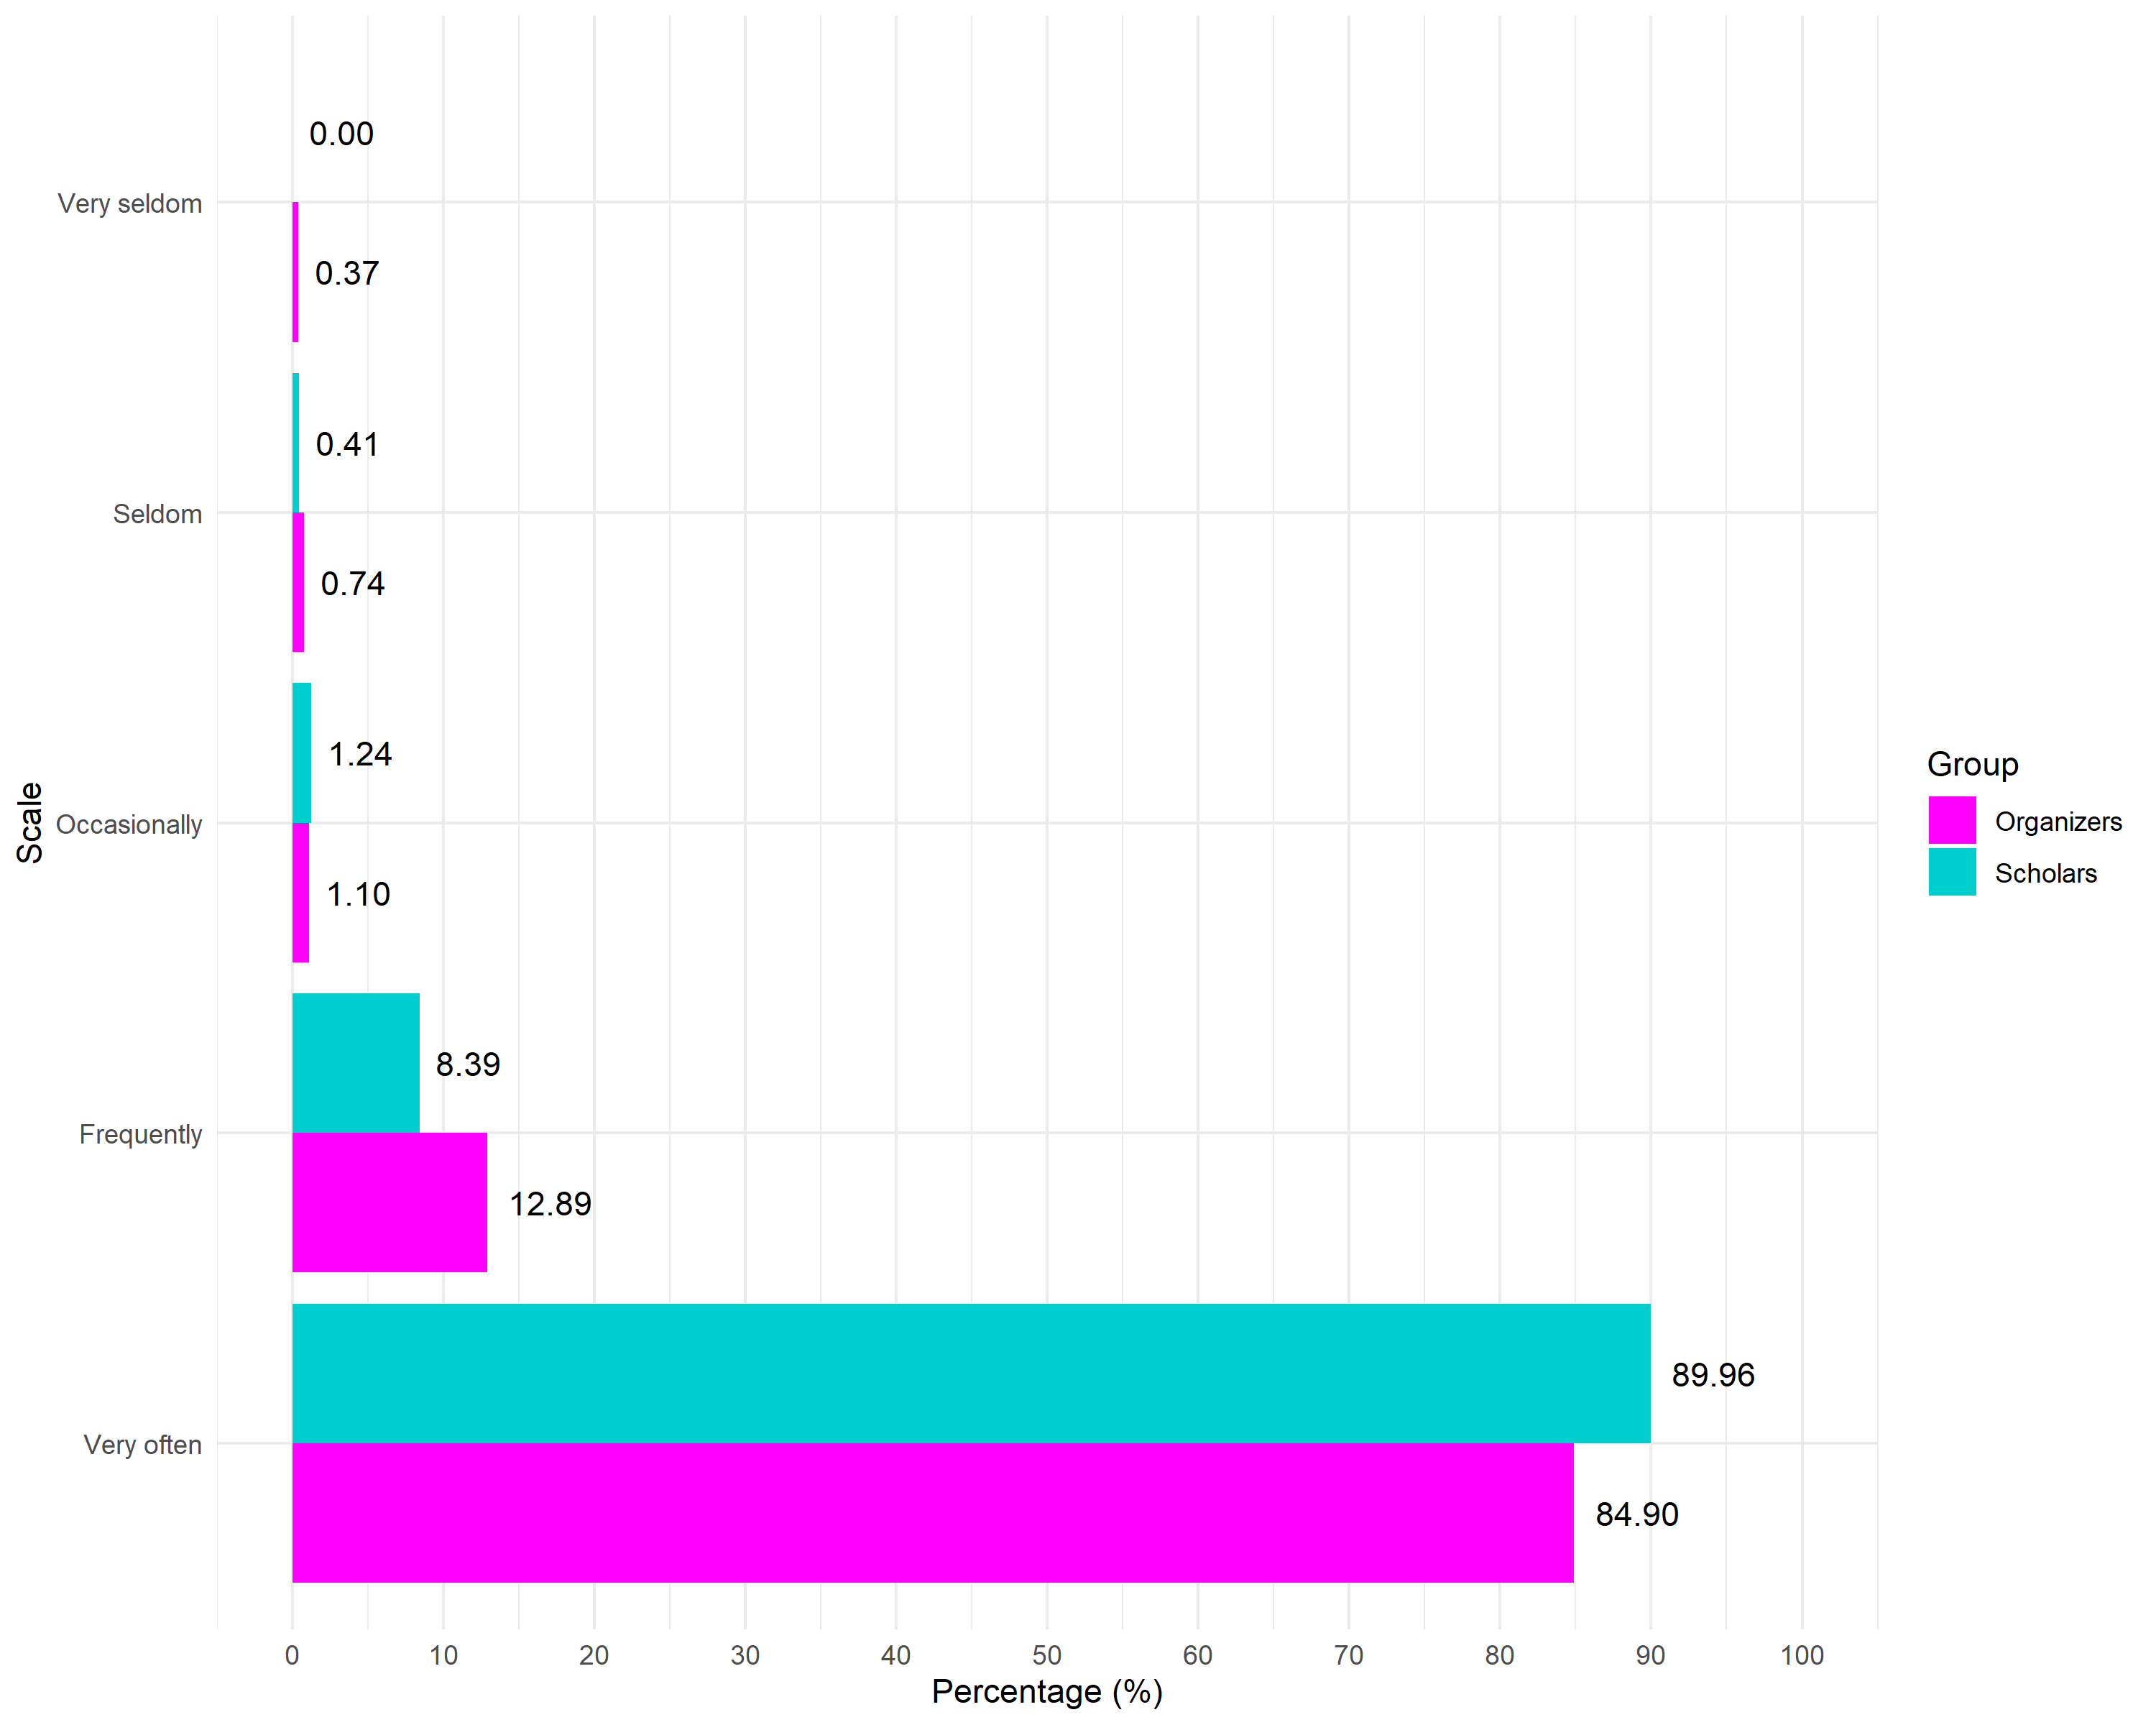 0.00
Very seldom
0.37
0.41
Seldom
0.74
1.24
Scale
Occasionally
1.10
8.39
Frequently
12.89
89.96
Very often
84.90
0 10 20 30 40 50 60 70 80 90 100
Percentage (%)
Group
Organizers
Scholars